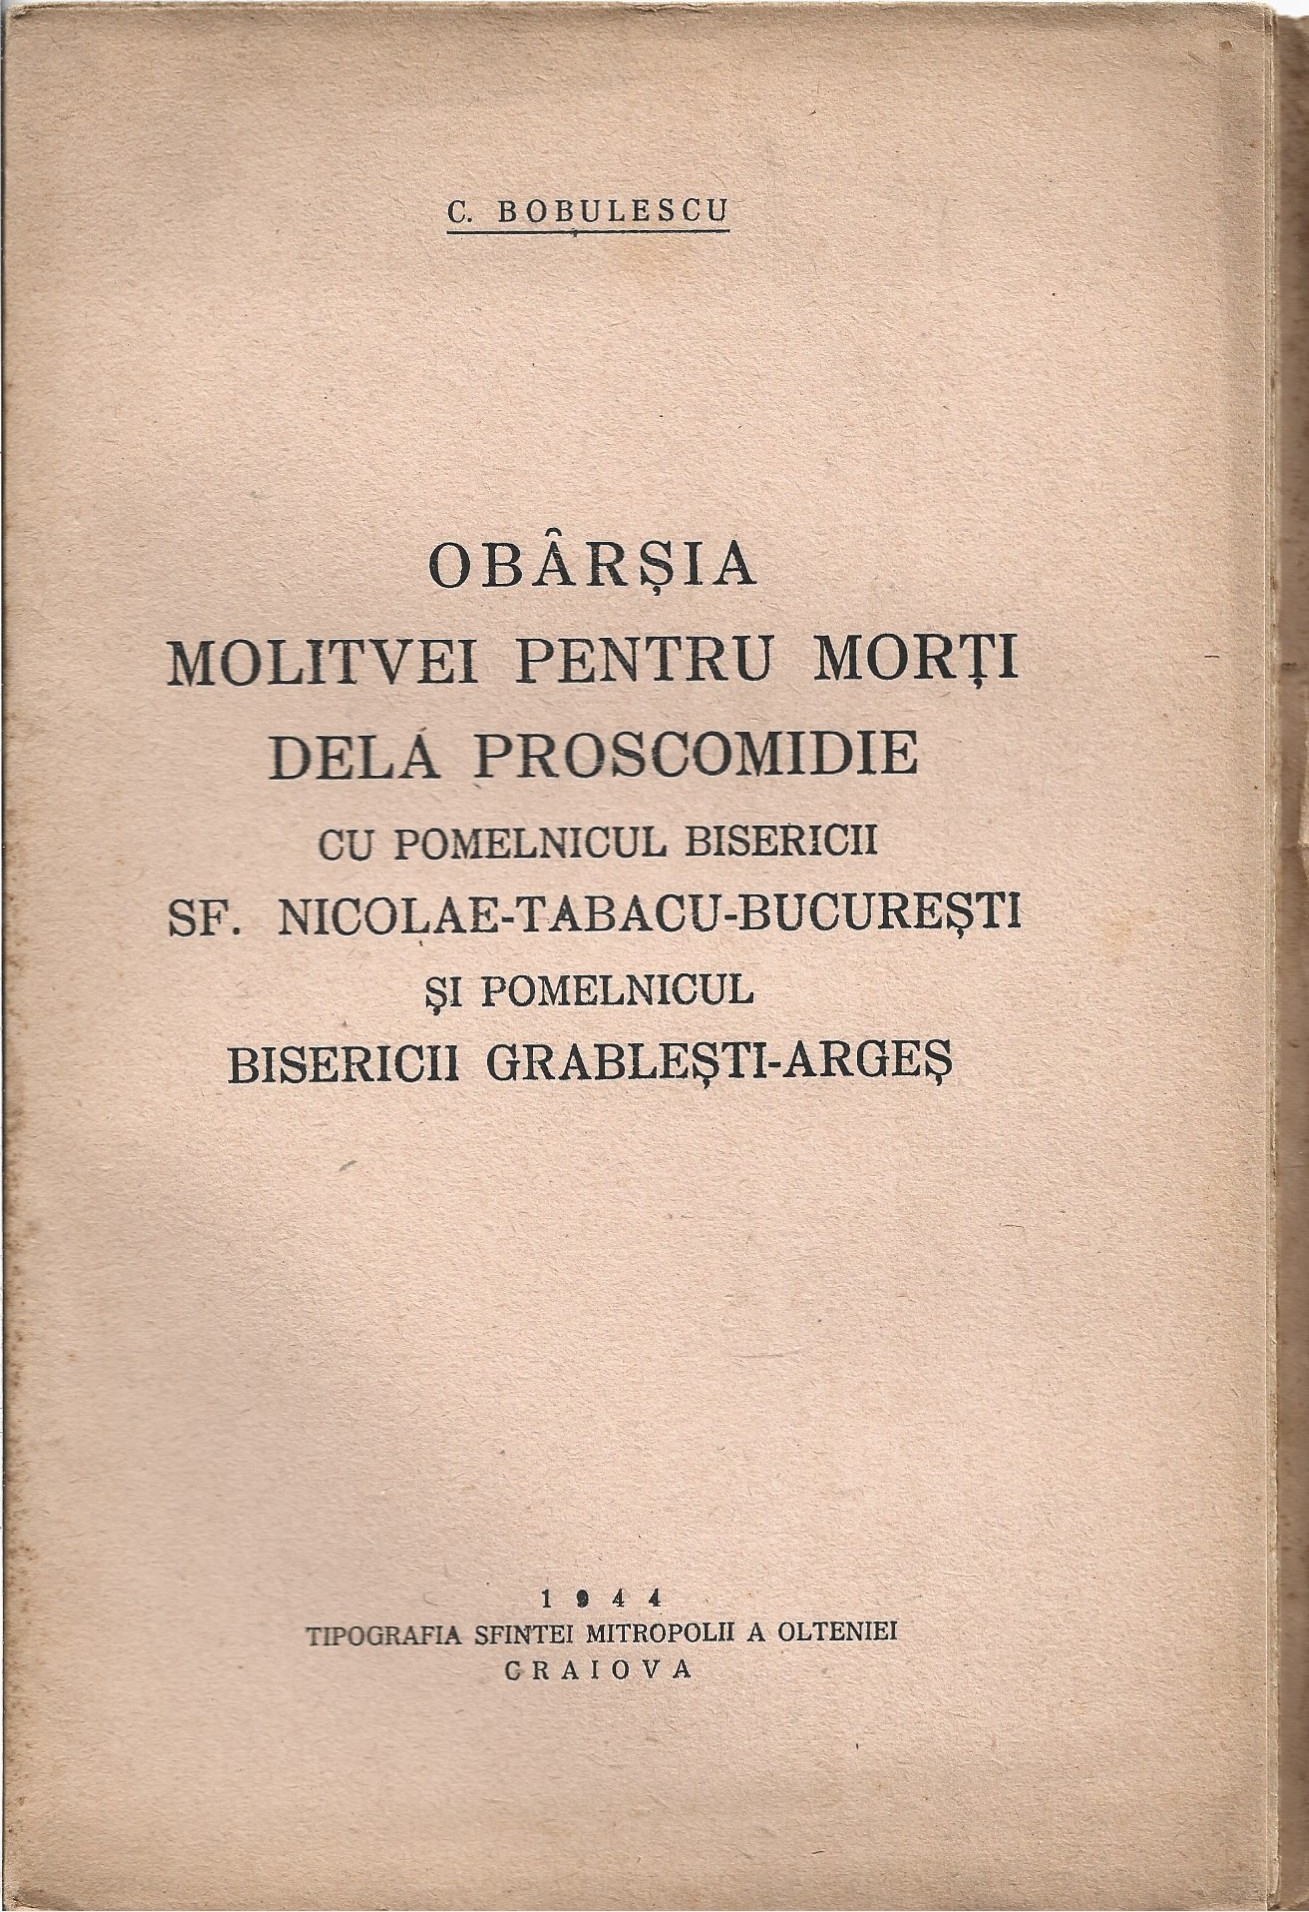 C. BOBULESCU
OBÂRȘIA
MOLITVEI PENTRU MORȚI
DELA PROSCOMIDIE
CU POMELNICUL BISERICII
SF. NICOLAE-TABACU-BUCUREȘTI
ȘI POMELNICUL
BISERICII GRABLEȘTI-ARGEȘ
1944
TIPOGRAFIA SFINTEI MITROPOLII A OLTENIEI
CRAIOVA